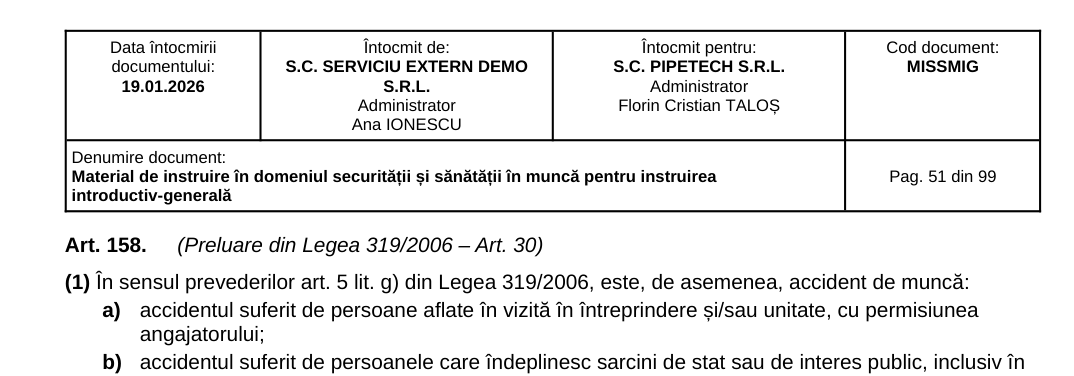 Data întocmirii
documentului:
19.01.2026
Întocmit de:
S.C. SERVICIU EXTERN DEMO
S.R.L.
Administrator
Ana IONESCU
Întocmit pentru:
S.C. PIPETECH S.R.L.
Administrator
Florin Cristian TALOȘ
Cod document:
MISSMIG
Denumire document:
Material de instruire în domeniul securității și sănătății în muncă pentru instruirea
introductiv-generală
Pag. 51 din 99
Art. 158. (Preluare din Legea 319/2006 – Art. 30)
(1) În sensul prevederilor art. 5 lit. g) din Legea 319/2006, este, de asemenea, accident de muncă:
a) accidentul suferit de persoane aflate în vizită în întreprindere și/sau unitate, cu permisiunea
angajatorului;
b) accidentul suferit de persoanele care îndeplinesc sarcini de stat sau de interes public, inclusiv în